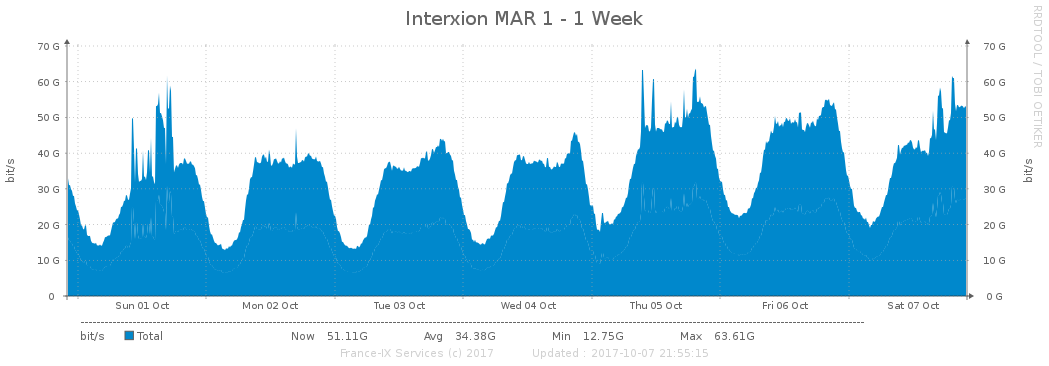 Interxion MAR 1 - 1 Week
RRDTOOL / TOBI OETIKER
bit/s
bit/s
70 G 70 G
60 G 60 G
50 G 50 G
40 G 40 G
30 G 30 G
20 G 20 G
10 G 10 G
0 0 G
Sun 01 Oct Mon 02 Oct Tue 03 Oct Wed 04 Oct Thu 05 Oct Fri 06 Oct Sat 07 Oct
bit/s Total Now 51.11G Avg 34.38G Min 12.75G Max 63.61G
France-IX Services (c) 2017 Updated : 2017-10-07 21:55:15